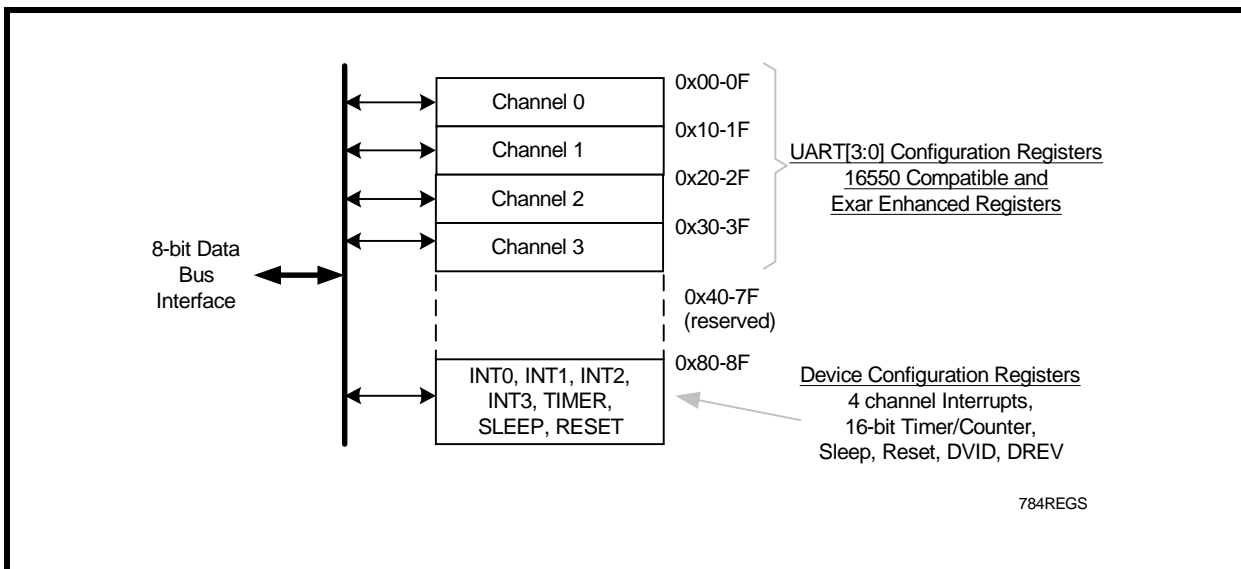 8-bit Data
Bus
Interface
Channel 0
Channel 1
Channel 2
Channel 3
INT0, INT1, INT2,
INT3, TIMER,
SLEEP, RESET
0x00-0F
0x10-1F
0x20-2F
0x30-3F
0x40-7F
(reserved)
0x80-8F
UART[3:0] Configuration Registers
16550 Compatible and
Exar Enhanced Registers
Device Configuration Registers
4 channel Interrupts,
16-bit Timer/Counter,
Sleep, Reset, DVID, DREV
784REGS